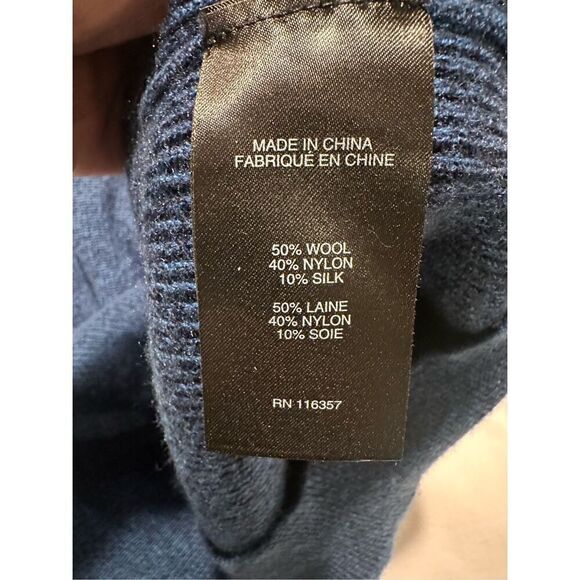 MADE IN CHINA
FABRIQUÉ EN CHINE
50% WOOL
40% NYLON
10% SILK
50% LAINE
40% NYLON
10% SOIE
RN 116357